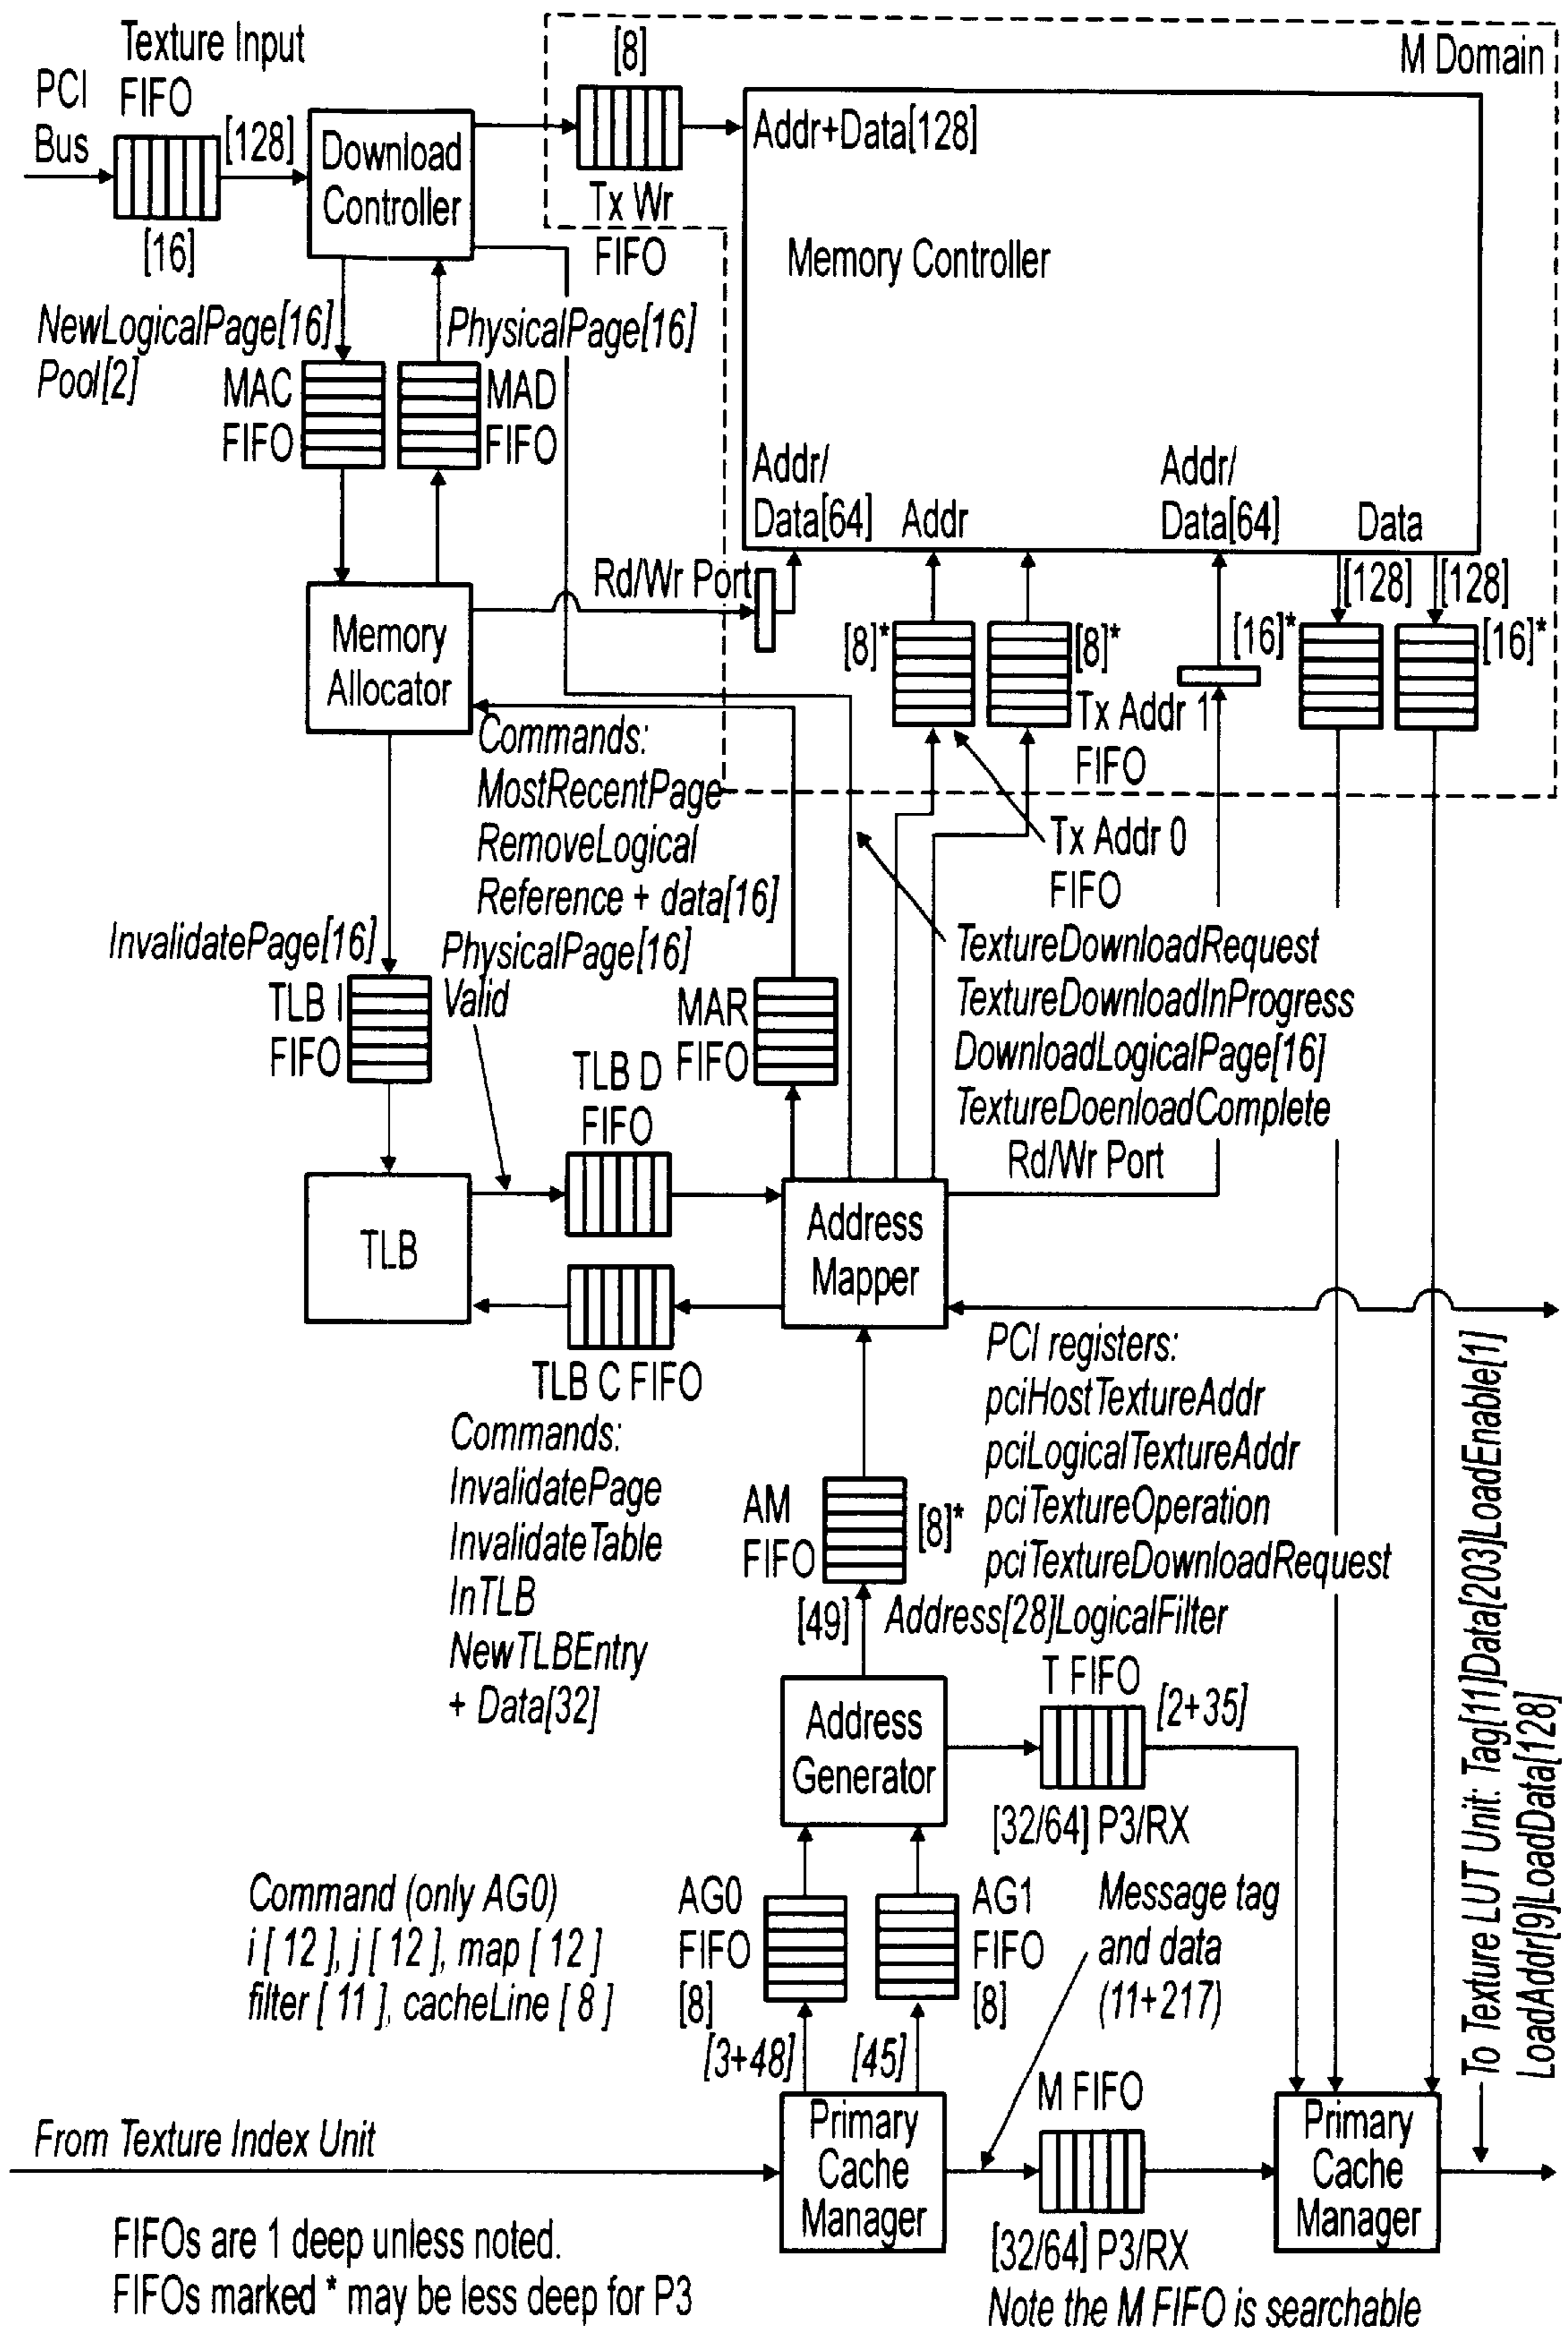 Texture Input
FIFO
PCI
Bus
[128]
[16]
Download
Controller
[8]
Tx Wr
FIFO
M Domain
Addr+Data[128]
Memory Controller
NewLogicalPage[16]
Pool[2]
PhysicalPage[16]
MAC
FIFO
MAD
FIFO
Addr/
Data[64]
Addr
Addr/
Data[64]
Data
Rd/Wr Port
[128]
[128]
Memory
Allocator
[8]*
[8]*
[16]*
[16]*
Tx Addr 1
FIFO
Commands:
MostRecentPage
RemoveLogical
Reference + data[16]
Tx Addr 0
FIFO
InvalidatePage[16]
PhysicalPage[16]
Valid
TLB I
FIFO
MAR
FIFO
TLB D
FIFO
TextureDownloadRequest
TextureDownloadInProgress
DownloadLogicalPage[16]
TextureDoenloadComplete
Rd/Wr Port
TLB
Address
Mapper
TLB C FIFO
Commands:
InvalidatePage
InvalidateTable
InTLB
NewTLBEntry
+ Data[32]
PCI registers:
pciHostTextureAddr
pciLogicalTextureAddr
pciTextureOperation
pciTextureDownloadRequest
AM
FIFO
[8]*
[49]
Address[28]LogicalFilter
T FIFO
[2+35]
Address
Generator
[32/64] P3/RX
Command (only AG0)
i [ 12 ], j [ 12 ], map [ 12 ]
filter [ 11 ], cacheLine [ 8 ]
AG0
FIFO
[8]
AG1
FIFO
[8]
Message tag
and data
(11+217)
[3+48]
[45]
To Texture LUT Unit: Tag[11]Data[203]LoadEnable[1]
LoadAddr[9]LoadData[128]
From Texture Index Unit
Primary
Cache
Manager
M FIFO
Primary
Cache
Manager
[32/64] P3/RX
Note the M FIFO is searchable
FIFOs are 1 deep unless noted.
FIFOs marked * may be less deep for P3